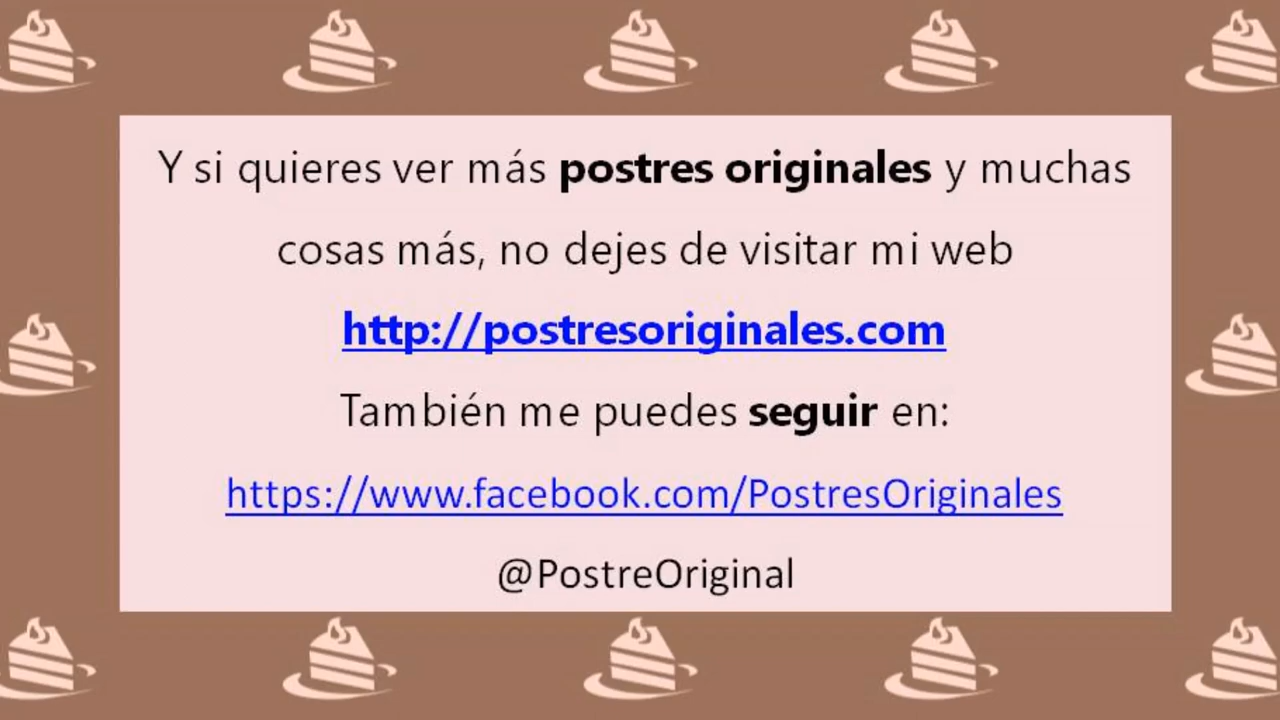 Y si quieres ver más postres originales y muchas
cosas más, no dejes de visitar mi web
http://postresoriginales.com
También me puedes seguir en:
https://www.facebook.com/PostresOriginales
@PostreOriginal